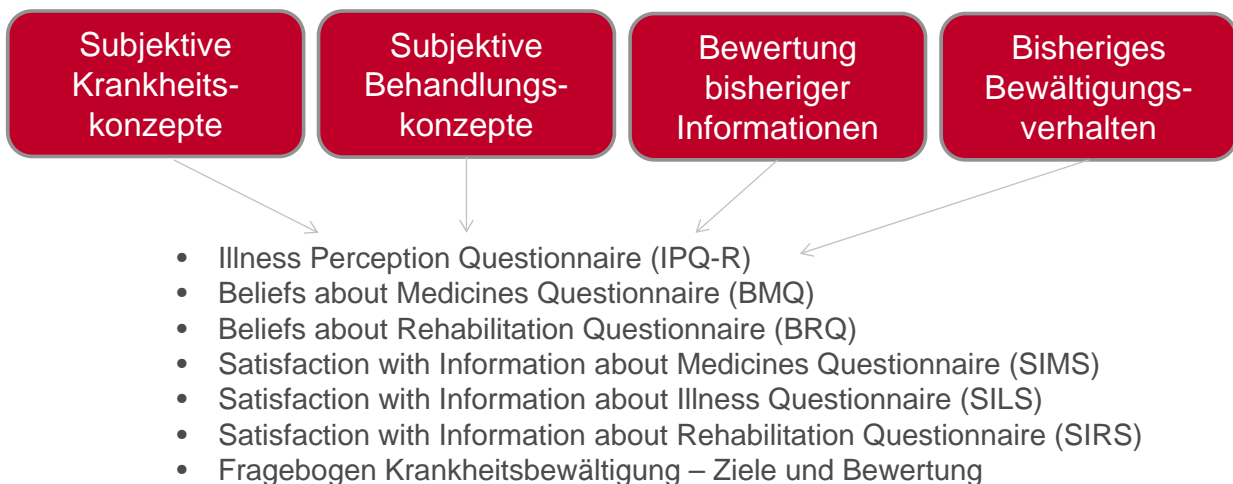 Subjektive
Krankheits-
konzepte
Subjektive
Behandlungs-
konzepte
Bewertung
bisheriger
Informationen
Bisheriges
Bewältigungs-
verhalten
• Illness Perception Questionnaire (IPQ-R)
• Beliefs about Medicines Questionnaire (BMQ)
• Beliefs about Rehabilitation Questionnaire (BRQ)
• Satisfaction with Information about Medicines Questionnaire (SIMS)
• Satisfaction with Information about Illness Questionnaire (SILS)
• Satisfaction with Information about Rehabilitation Questionnaire (SIRS)
• Fragebogen Krankheitsbewältigung – Ziele und Bewertung